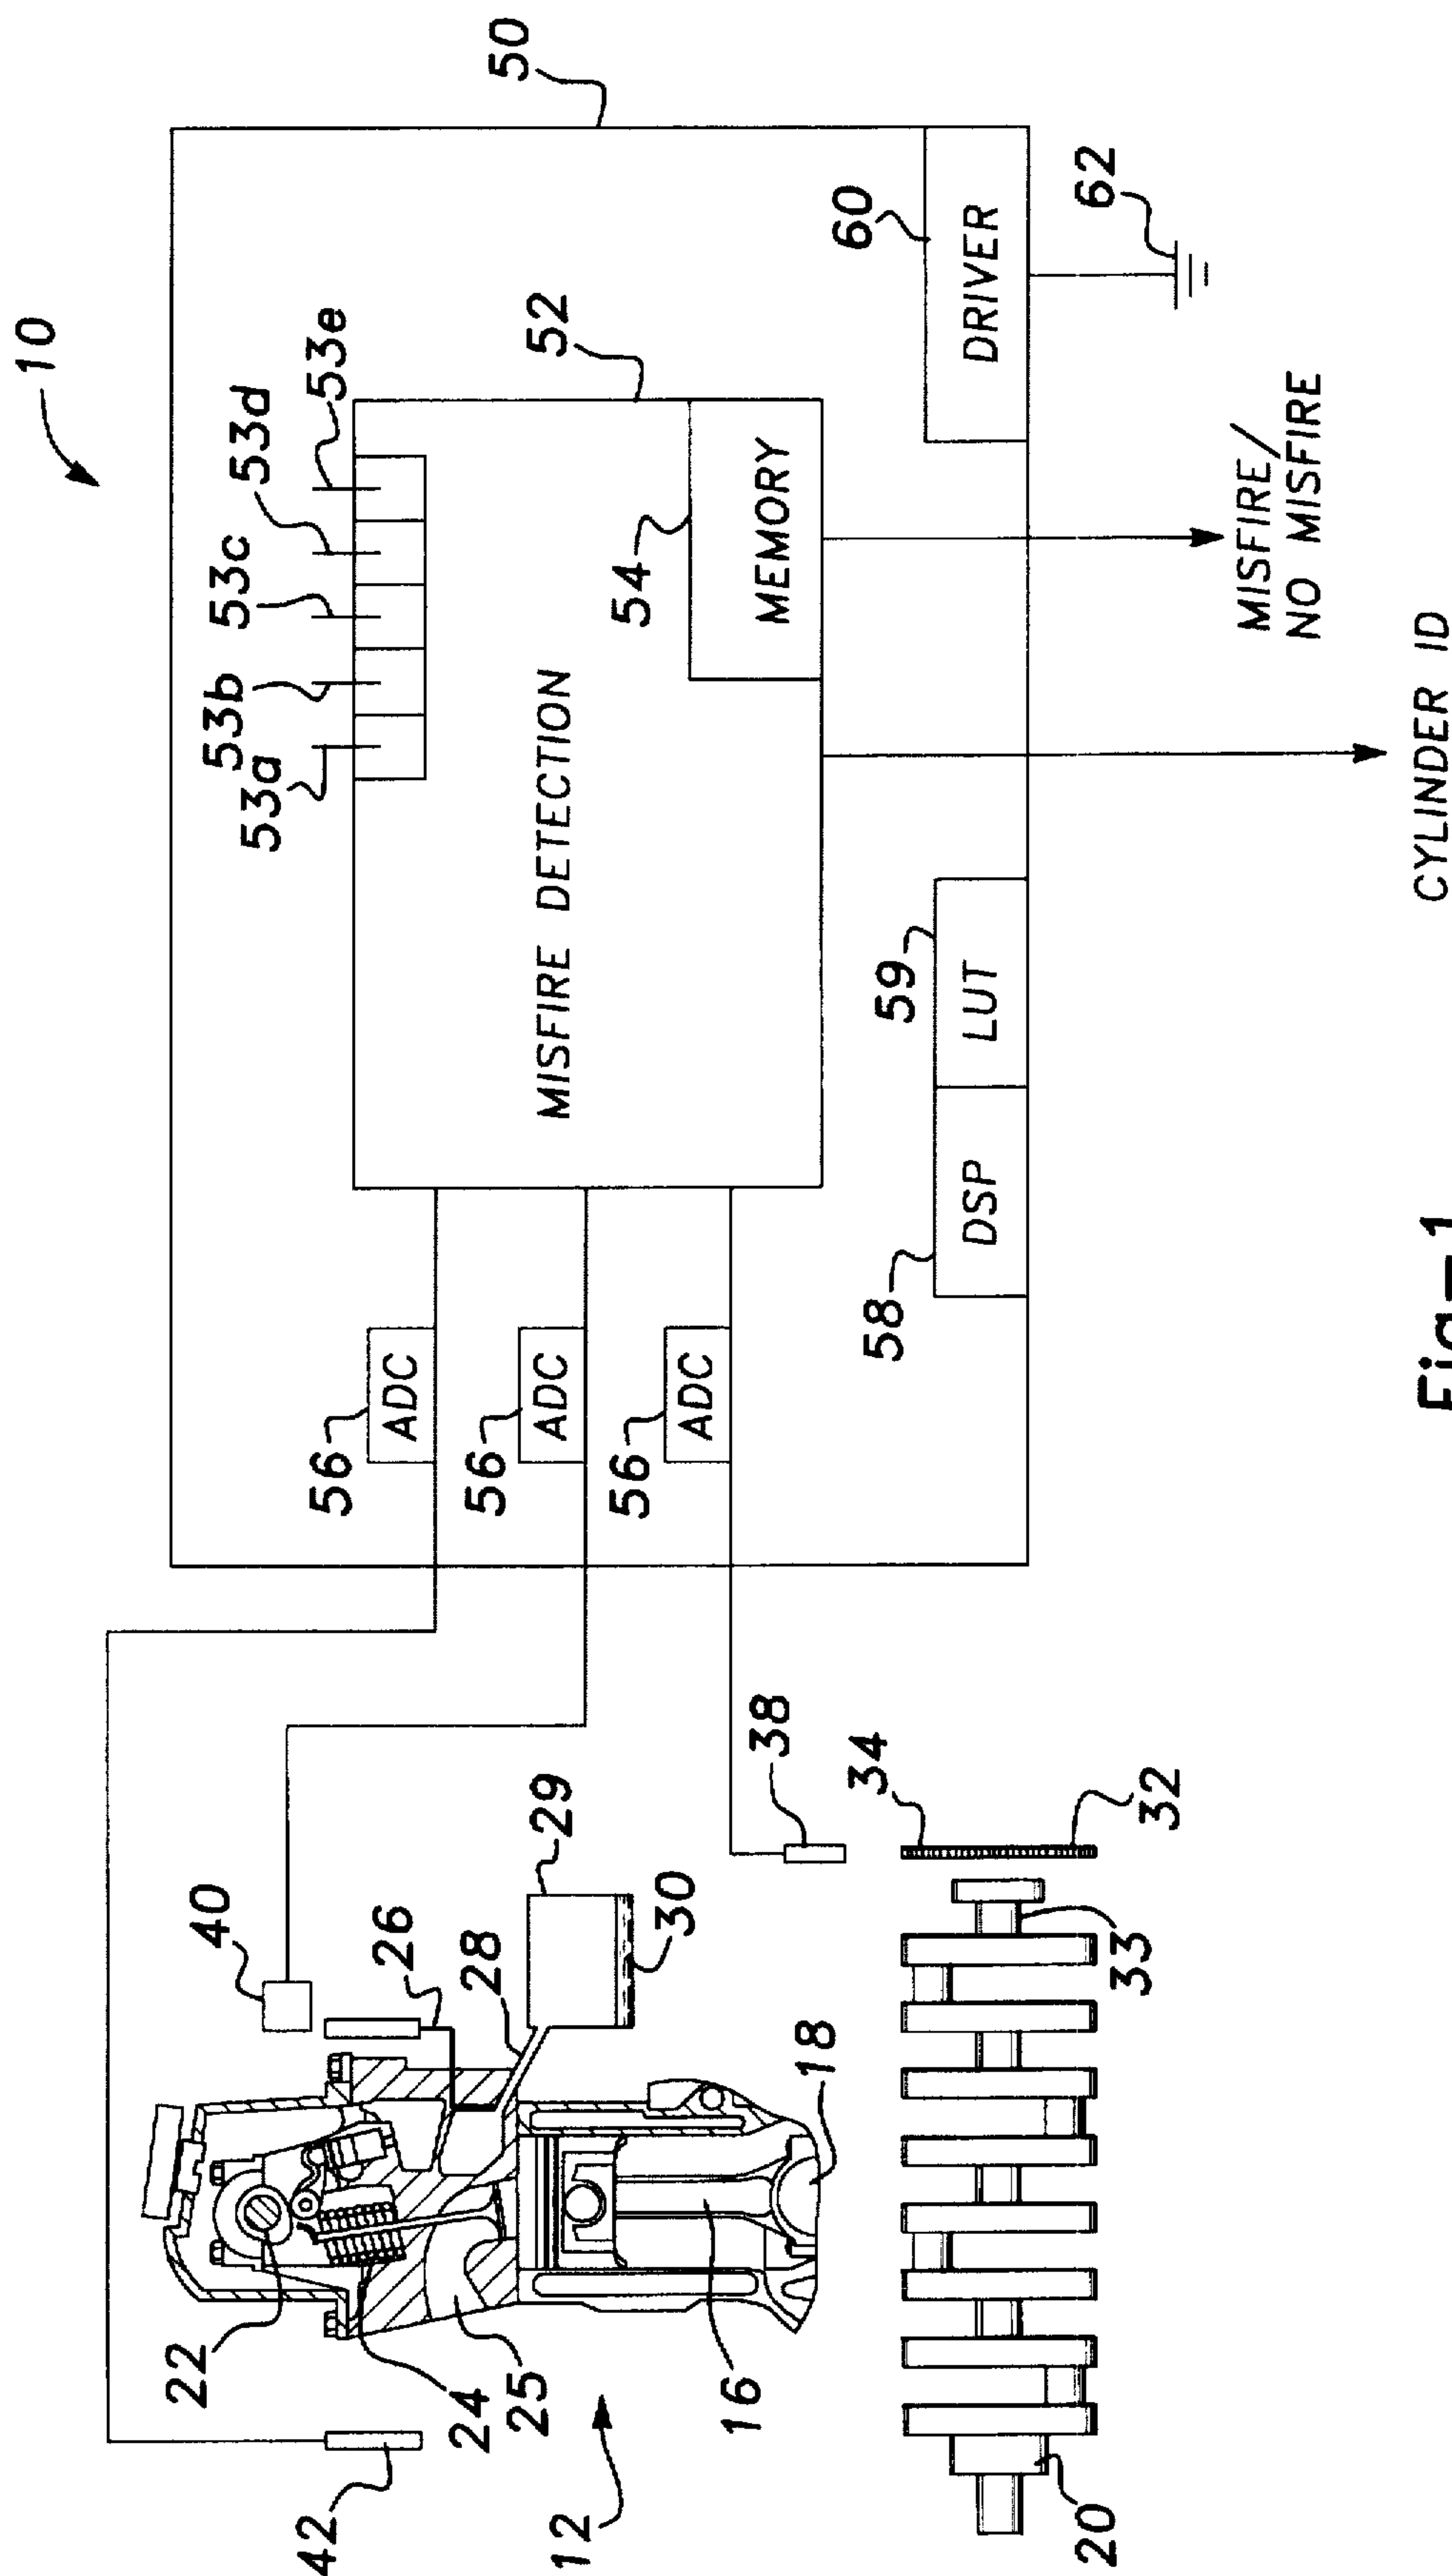 10
50
53a
53b
53c
53d
53e
52
MISFIRE DETECTION
54
MEMORY
60
DRIVER
62
56
ADC
56
ADC
56
ADC
58
DSP
59
LUT
MISFIRE/
NO MISFIRE
CYLINDER ID
42
22
24
25
40
26
28
29
30
12
16
18
38
34
32
33
20
Fig-1